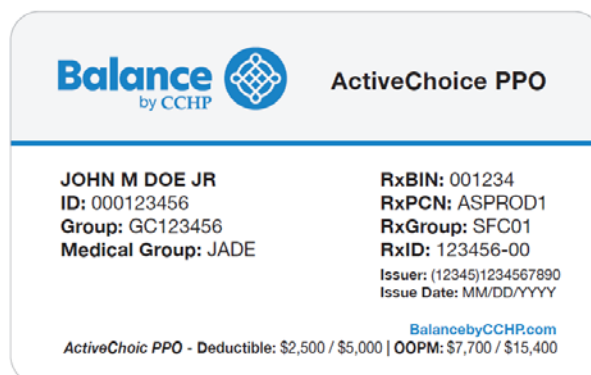 Balance
by CCHP
ActiveChoice PPO
JOHN M DOE JR
ID: 000123456
Group: GC123456
Medical Group: JADE
RxBIN: 001234
RxPCN: ASPROD1
RxGroup: SFC01
RxID: 123456-00
Issuer: (12345)1234567890
Issue Date: MM/DD/YYYY
BalancebyCCHP.com
ActiveChoic PPO - Deductible: $2,500 / $5,000 | OOPM: $7,700 / $15,400